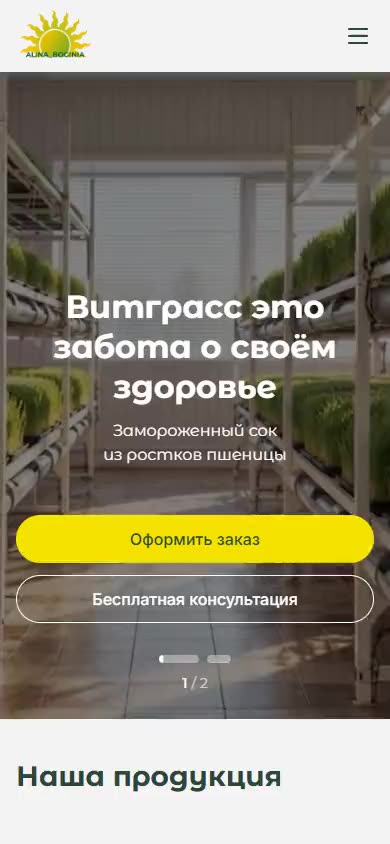 ALINA_BOGINIA
Витграсс это
забота о своём
здоровье
Замороженный сок
из ростков пшеницы
Оформить заказ
Бесплатная консультация
1 / 2
Наша продукция